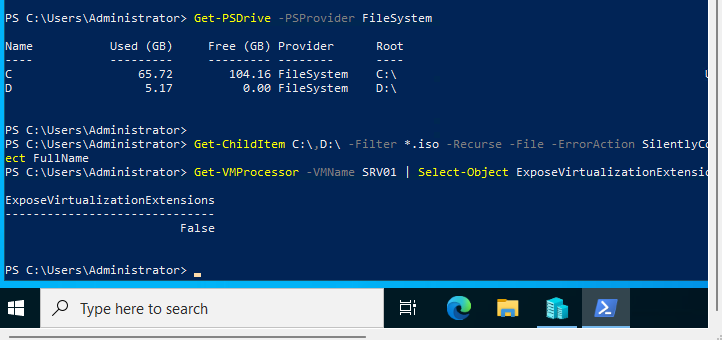 PS C:\Users\Administrator> Get-PSDrive -PSProvider FileSystem
Name Used (GB) Free (GB) Provider Root
---- --------- --------- -------- ----
C 65.72 104.16 FileSystem C:\
D 5.17 0.00 FileSystem D:\
PS C:\Users\Administrator>
PS C:\Users\Administrator> Get-ChildItem C:\,D:\ -Filter *.iso -Recurse -File -ErrorAction SilentlyCo
ect FullName
PS C:\Users\Administrator> Get-VMProcessor -VMName SRV01 | Select-Object ExposeVirtualizationExtensio
ExposeVirtualizationExtensions
------------------------------
False
PS C:\Users\Administrator>
Type here to search